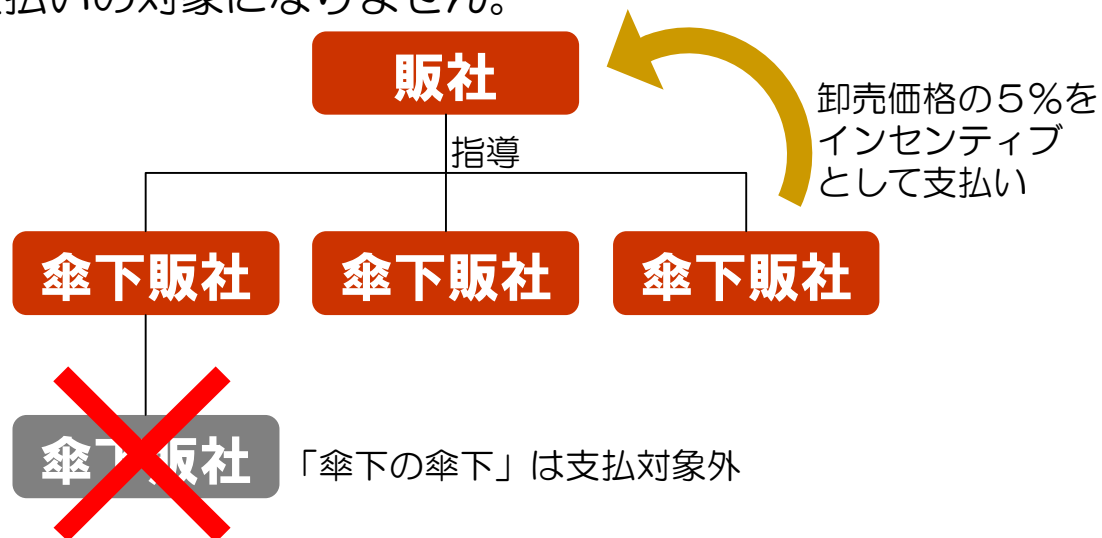 払いの対象になりません。
販社
卸売価格の５％を
インセンティブ
として支払い
指導
傘下販社
傘下販社
傘下販社
傘下販社
「傘下の傘下」は支払対象外